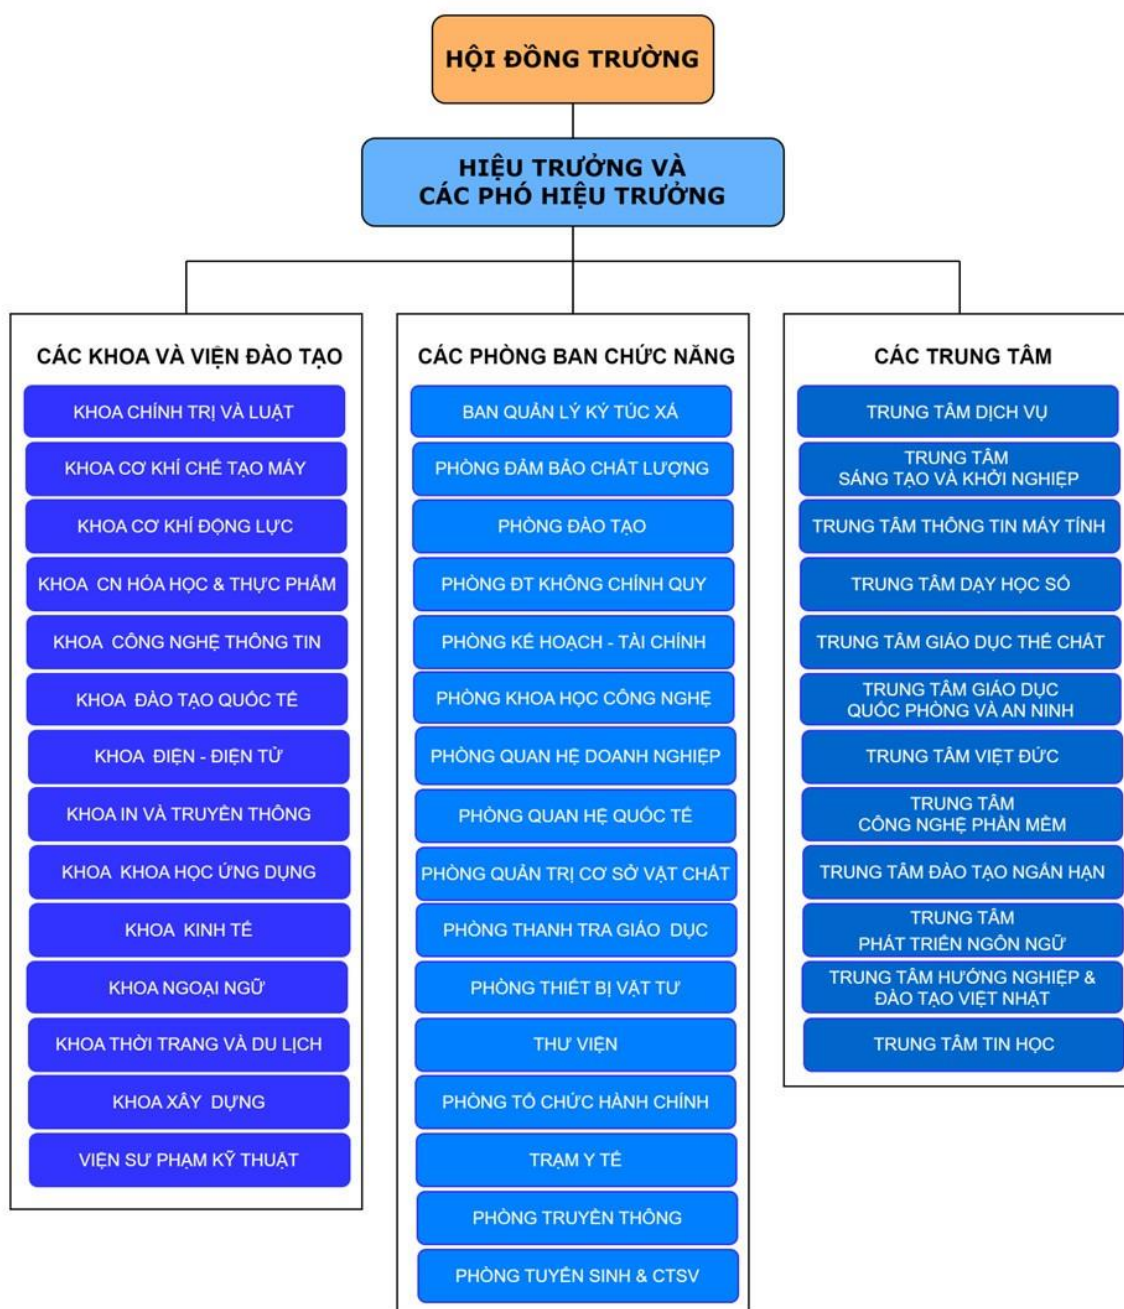 HỘI ĐỒNG TRƯỜNG
HIỆU TRƯỞNG VÀ
CÁC PHÓ HIỆU TRƯỞNG
CÁC KHOA VÀ VIỆN ĐÀO TẠO
KHOA CHÍNH TRỊ VÀ LUẬT
KHOA CƠ KHÍ CHẾ TẠO MÁY
KHOA CƠ KHÍ ĐỘNG LỰC
KHOA CN HÓA HỌC & THỰC PHẨM
KHOA CÔNG NGHỆ THÔNG TIN
KHOA ĐÀO TẠO QUỐC TẾ
KHOA ĐIỆN - ĐIỆN TỬ
KHOA IN VÀ TRUYỀN THÔNG
KHOA KHOA HỌC ỨNG DỤNG
KHOA KINH TẾ
KHOA NGOẠI NGỮ
KHOA THỜI TRANG VÀ DU LỊCH
KHOA XÂY DỰNG
VIỆN SƯ PHẠM KỸ THUẬT
CÁC PHÒNG BAN CHỨC NĂNG
BAN QUẢN LÝ KÝ TÚC XÁ
PHÒNG ĐẢM BẢO CHẤT LƯỢNG
PHÒNG ĐÀO TẠO
PHÒNG ĐT KHÔNG CHÍNH QUY
PHÒNG KẾ HOẠCH - TÀI CHÍNH
PHÒNG KHOA HỌC CÔNG NGHỆ
PHÒNG QUAN HỆ DOANH NGHIỆP
PHÒNG QUAN HỆ QUỐC TẾ
PHÒNG QUẢN TRỊ CƠ SỞ VẬT CHẤT
PHÒNG THANH TRA GIÁO DỤC
PHÒNG THIẾT BỊ VẬT TƯ
THƯ VIỆN
PHÒNG TỔ CHỨC HÀNH CHÍNH
TRẠM Y TẾ
PHÒNG TRUYỀN THÔNG
PHÒNG TUYỂN SINH & CTSV
CÁC TRUNG TÂM
TRUNG TÂM DỊCH VỤ
TRUNG TÂM
SÁNG TẠO VÀ KHỞI NGHIỆP
TRUNG TÂM THÔNG TIN MÁY TÍNH
TRUNG TÂM DẠY HỌC SỐ
TRUNG TÂM GIÁO DỤC THỂ CHẤT
TRUNG TÂM GIÁO DỤC
QUỐC PHÒNG VÀ AN NINH
TRUNG TÂM VIỆT ĐỨC
TRUNG TÂM
CÔNG NGHỆ PHẦN MỀM
TRUNG TÂM ĐÀO TẠO NGẮN HẠN
TRUNG TÂM
PHÁT TRIỂN NGÔN NGỮ
TRUNG TÂM HƯỚNG NGHIỆP &
ĐÀO TẠO VIỆT NHẬT
TRUNG TÂM TIN HỌC